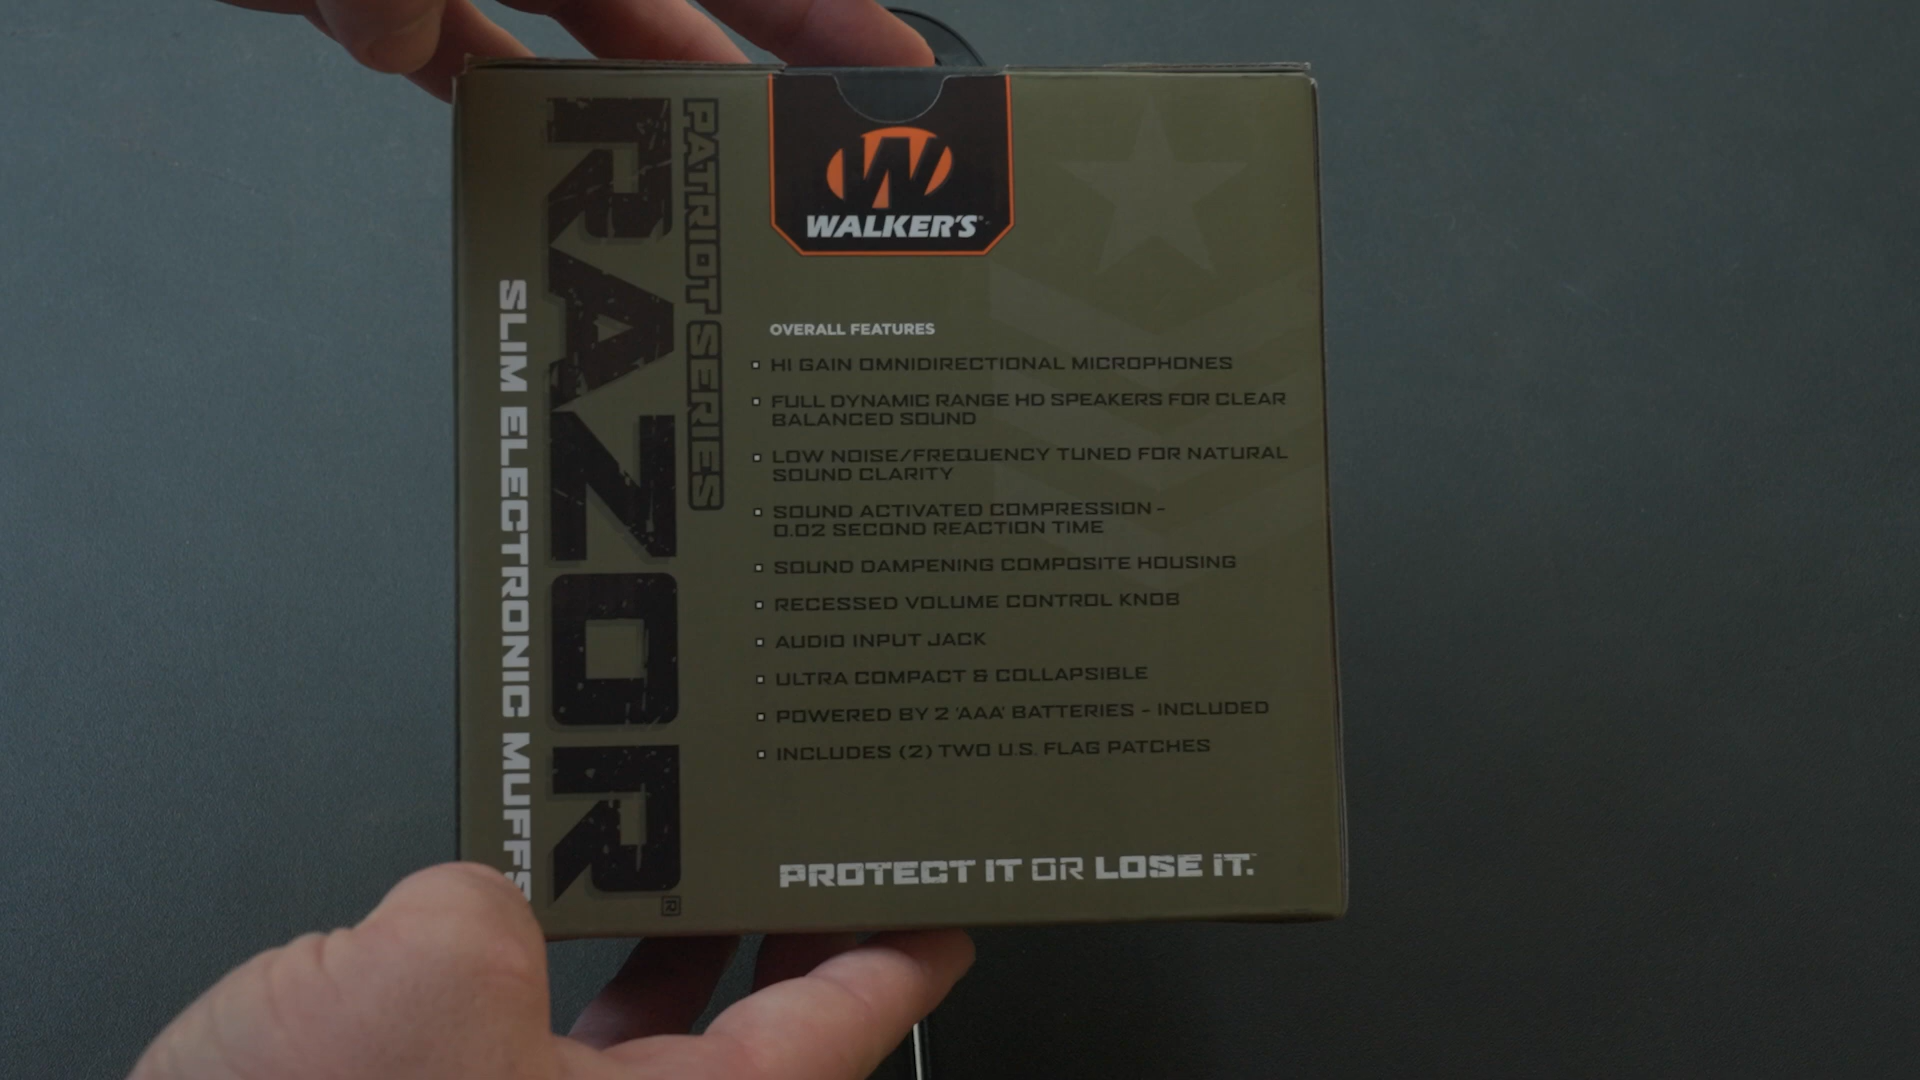 SLIM ELECTRONIC MUFFS
RAZOR®
PATRIOT SERIES
W
WALKER'S
OVERALL FEATURES
HI GAIN OMNIDIRECTIONAL MICROPHONES
FULL DYNAMIC RANGE HD SPEAKERS FOR CLEAR
BALANCED SOUND
LOW NOISE/FREQUENCY TUNED FOR NATURAL
SOUND CLARITY
SOUND ACTIVATED COMPRESSION -
0.02 SECOND REACTION TIME
SOUND DAMPENING COMPOSITE HOUSING
RECESSED VOLUME CONTROL KNOB
AUDIO INPUT JACK
ULTRA COMPACT & COLLAPSIBLE
POWERED BY 2 'AAA' BATTERIES - INCLUDED
INCLUDES (2) TWO U.S. FLAG PATCHES
PROTECT IT OR LOSE iT.™